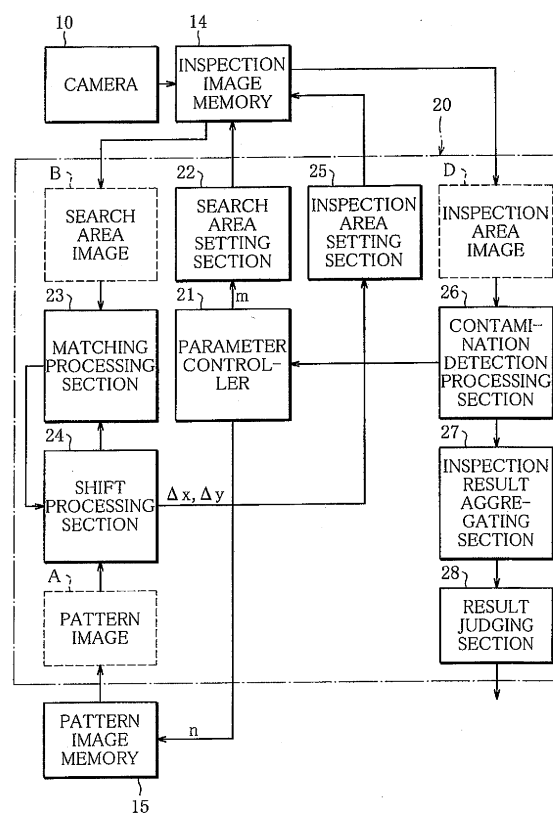 10
14
CAMERA
INSPECTION
IMAGE
MEMORY
20
B
22
25
D
SEARCH
AREA
IMAGE
SEARCH
AREA
SETTING
SECTION
INSPECTION
AREA
SETTING
SECTION
INSPECTION
AREA
IMAGE
23
21
m
26
MATCHING
PROCESSING
SECTION
PARAMETER
CONTROL-
LER
CONTAMI-
NATION
DETECTION
PROCESSING
SECTION
24
27
SHIFT
PROCESSING
SECTION
Δx, Δy
INSPECTION
RESULT
AGGRE-
GATING
SECTION
A
28
PATTERN
IMAGE
RESULT
JUDGING
SECTION
PATTERN
IMAGE
MEMORY
n
15